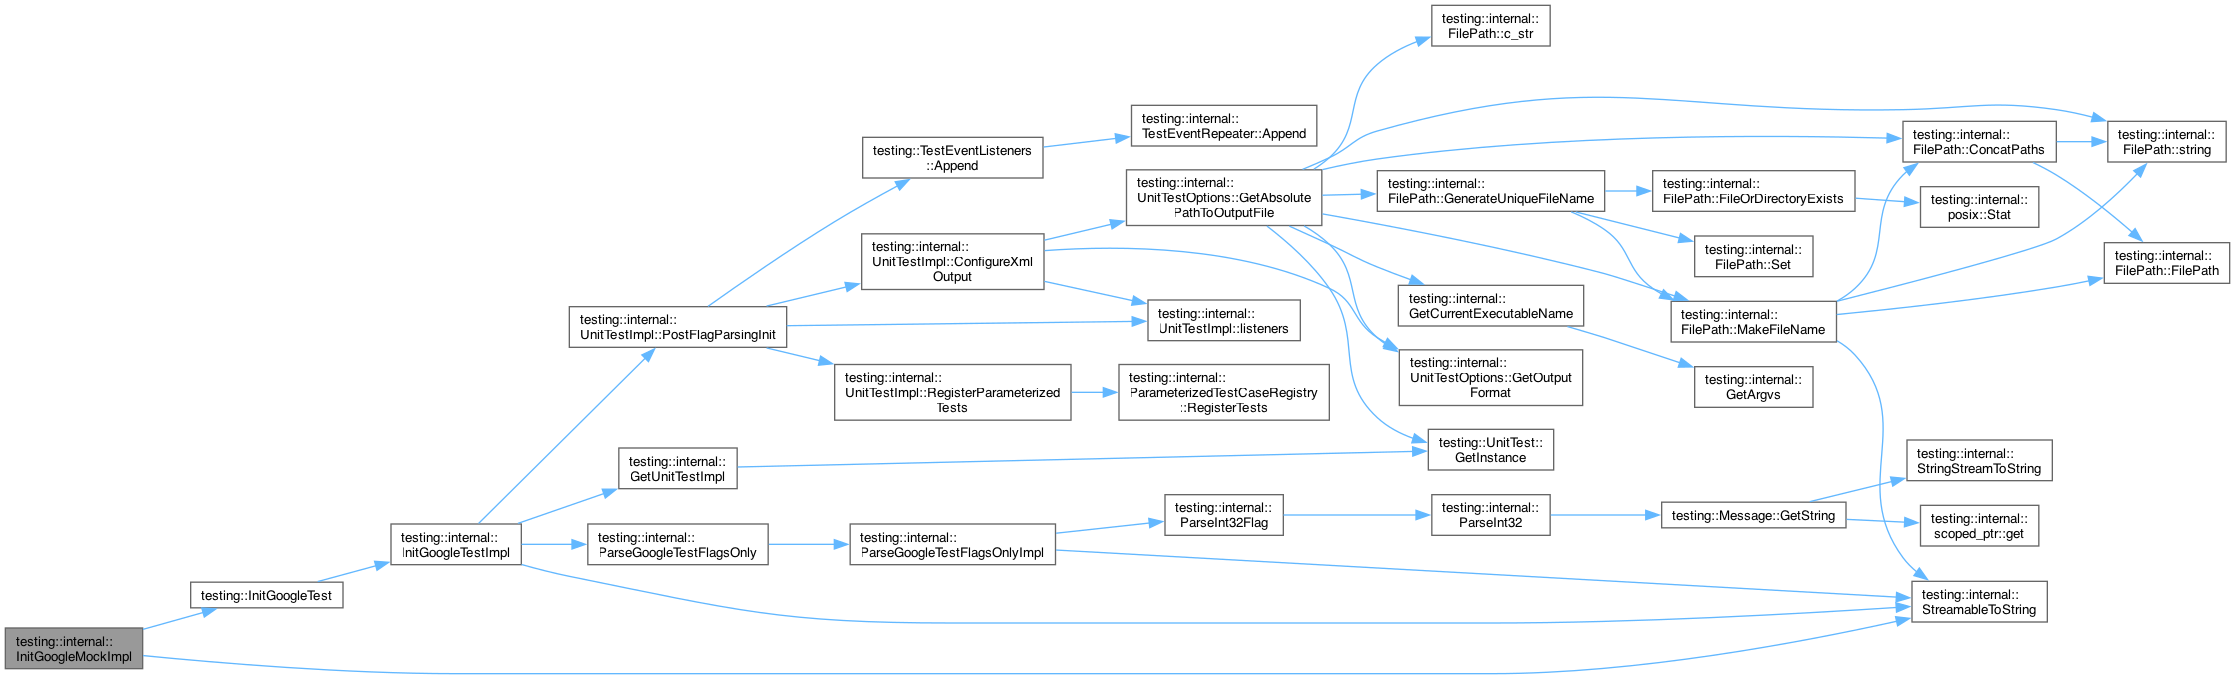 testing::internal::
FilePath::c_str
testing::internal::
TestEventRepeater::Append
testing::TestEventListeners
::Append
testing::internal::
FilePath::ConcatPaths
testing::internal::
FilePath::string
testing::internal::
UnitTestOptions::GetAbsolute
PathToOutputFile
testing::internal::
FilePath::GenerateUniqueFileName
testing::internal::
FilePath::FileOrDirectoryExists
testing::internal::
posix::Stat
testing::internal::
UnitTestImpl::ConfigureXml
Output
testing::internal::
FilePath::Set
testing::internal::
FilePath::FilePath
testing::internal::
GetCurrentExecutableName
testing::internal::
UnitTestImpl::PostFlagParsingInit
testing::internal::
UnitTestImpl::listeners
testing::internal::
FilePath::MakeFileName
testing::internal::
UnitTestOptions::GetOutput
Format
testing::internal::
UnitTestImpl::RegisterParameterized
Tests
testing::internal::
ParameterizedTestCaseRegistry
::RegisterTests
testing::internal::
GetArgvs
testing::UnitTest::
GetInstance
testing::internal::
GetUnitTestImpl
testing::internal::
StringStreamToString
testing::internal::
ParseInt32Flag
testing::internal::
ParseInt32
testing::Message::GetString
testing::internal::
scoped_ptr::get
testing::internal::
InitGoogleTestImpl
testing::internal::
ParseGoogleTestFlagsOnly
testing::internal::
ParseGoogleTestFlagsOnlyImpl
testing::InitGoogleTest
testing::internal::
StreamableToString
testing::internal::
InitGoogleMockImpl